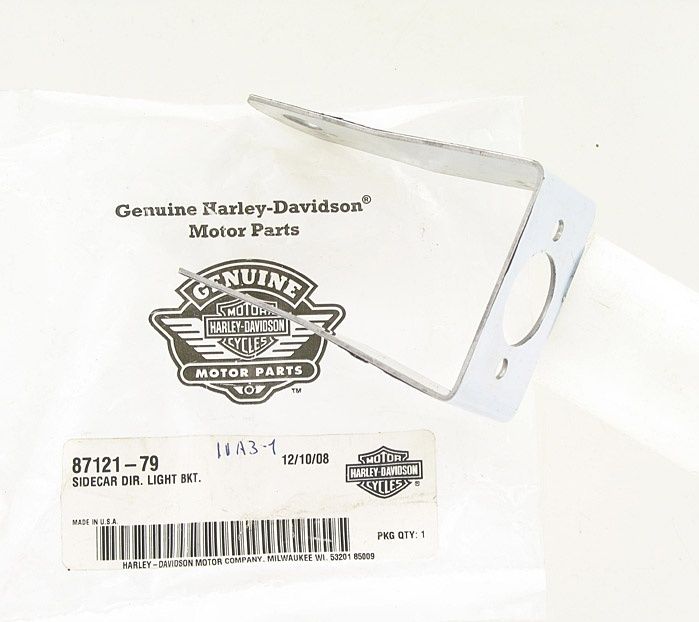 Genuine Harley-Davidson®
Motor Parts
GENUINE
MOTOR
HARLEY-DAVIDSON
CYCLES
MOTOR PARTS
TM
87121-79
11A3-1
12/10/08
SIDECAR DIR. LIGHT BKT.
MOTOR
HARLEY-DAVIDSON
CYCLES
®
MADE IN U.S.A.
PKG QTY: 1
HARLEY-DAVIDSON MOTOR COMPANY, MILWAUKEE WI. 53201 85009